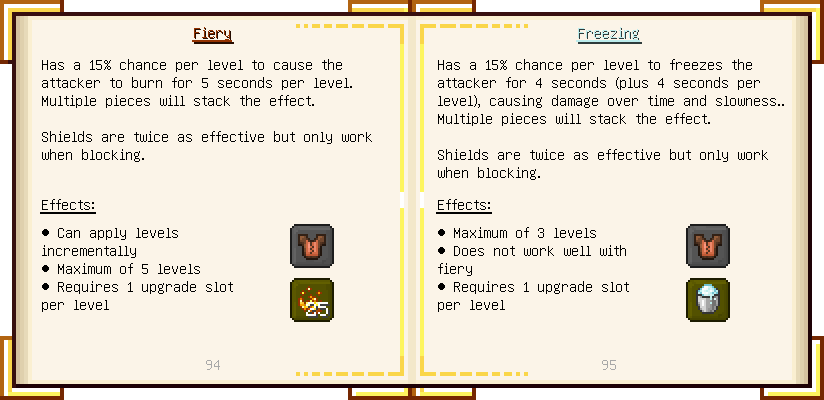 Fiery
Has a 15% chance per level to cause the
attacker to burn for 5 seconds per level.
Multiple pieces will stack the effect.
Shields are twice as effective but only work
when blocking.
Effects:
● Can apply levels
incrementally
● Maximum of 5 levels
● Requires 1 upgrade slot
per level
25
94
Freezing
Has a 15% chance per level to freezes the
attacker for 4 seconds (plus 4 seconds per
level), causing damage over time and slowness..
Multiple pieces will stack the effect.
Shields are twice as effective but only work
when blocking.
Effects:
● Maximum of 3 levels
● Does not work well with
fiery
● Requires 1 upgrade slot
per level
95